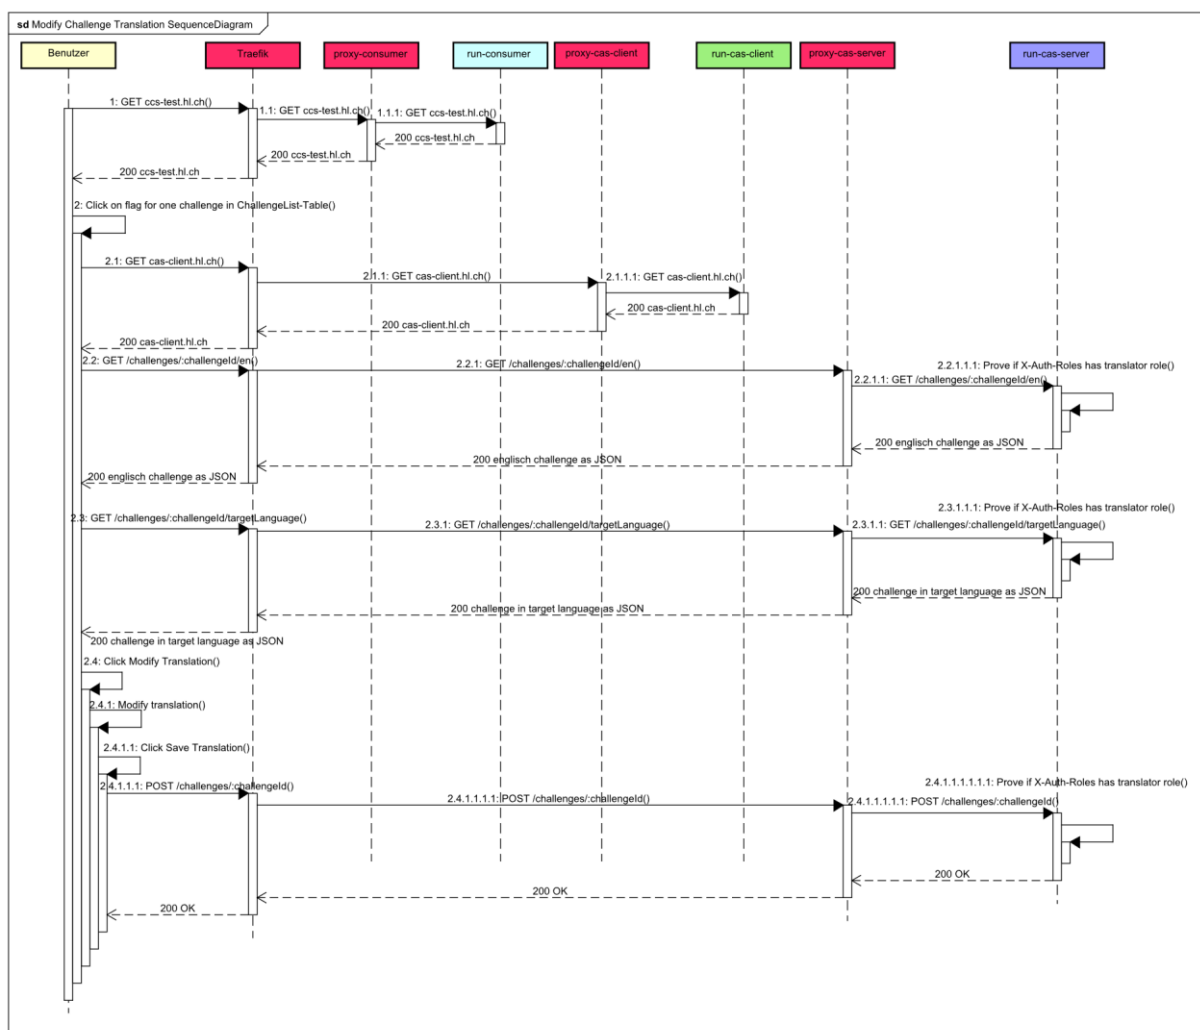 sd Modify Challenge Translation SequenceDiagram
Benutzer
Traefik
proxy-consumer
run-consumer
proxy-cas-client
run-cas-client
proxy-cas-server
run-cas-server
1: GET ccs-test.hl.ch()
1.1: GET ccs-test.hl.ch()
1.1.1: GET ccs-test.hl.ch()
200 ccs-test.hl.ch
200 ccs-test.hl.ch
200 ccs-test.hl.ch
2: Click on flag for one challenge in ChallengeList-Table()
2.1: GET cas-client.hl.ch()
2.1.1: GET cas-client.hl.ch()
2.1.1.1: GET cas-client.hl.ch()
200 cas-client.hl.ch
200 cas-client.hl.ch
200 cas-client.hl.ch
2.2: GET /challenges/:challengeId/en()
2.2.1: GET /challenges/:challengeId/en()
2.2.1.1.1: Prove if X-Auth-Roles has translator role()
2.2.1.1: GET /challenges/:challengeId/en()
200 englisch challenge as JSON
200 englisch challenge as JSON
200 englisch challenge as JSON
2.3: GET /challenges/:challengeId/targetLanguage()
2.3.1: GET /challenges/:challengeId/targetLanguage()
2.3.1.1.1: Prove if X-Auth-Roles has translator role()
2.3.1.1: GET /challenges/:challengeId/targetLanguage()
200 challenge in target language as JSON
200 challenge in target language as JSON
200 challenge in target language as JSON
2.4: Click Modify Translation()
2.4.1: Modify translation()
2.4.1.1: Click Save Translation()
2.4.1.1.1: POST /challenges/:challengeId()
2.4.1.1.1.1: POST /challenges/:challengeId()
2.4.1.1.1.1.1.1: Prove if X-Auth-Roles has translator role()
2.4.1.1.1.1.1: POST /challenges/:challengeId()
200 OK
200 OK
200 OK